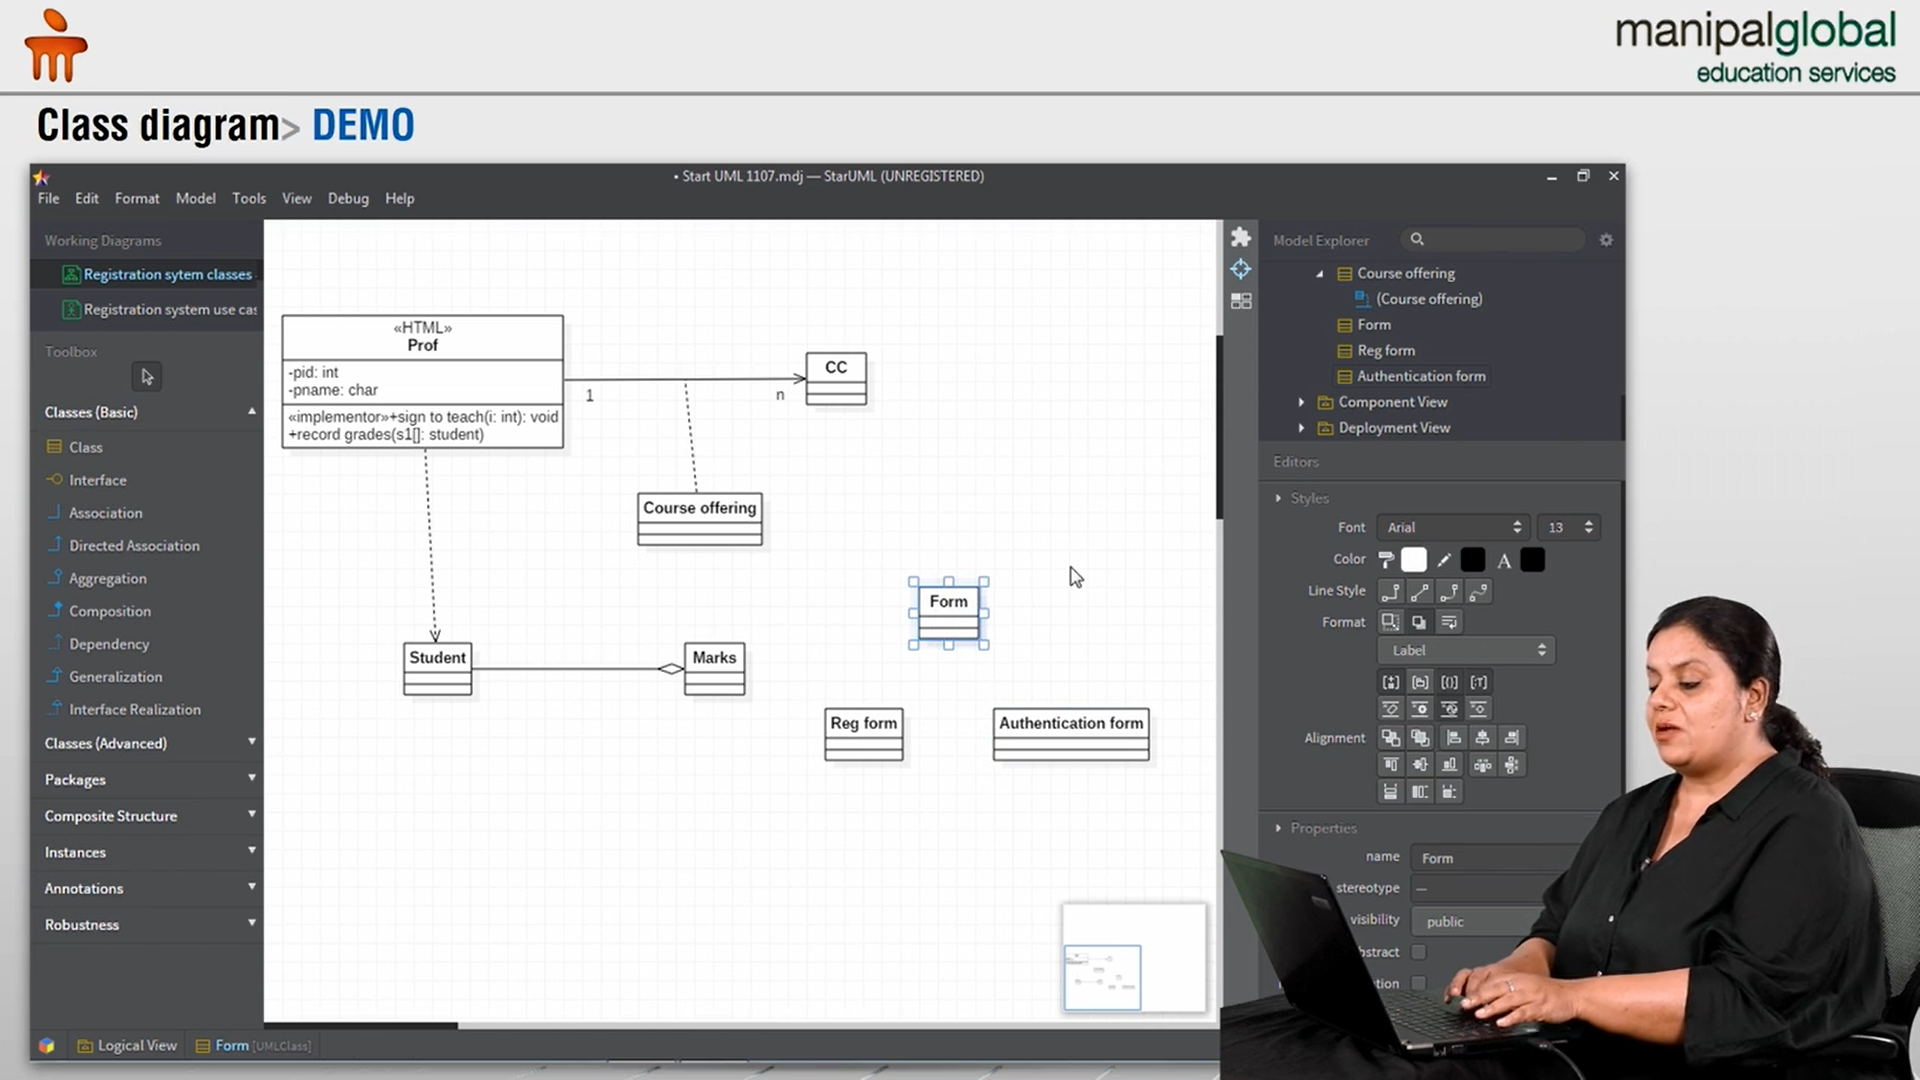 manipalglobal
education services
Class diagram> DEMO
• Start UML 1107.mdj — StarUML (UNREGISTERED)
File Edit Format Model Tools View Debug Help
Working Diagrams
Registration sytem classes
Registration system use cas
Toolbox
Classes (Basic)
Class
Interface
Association
Directed Association
Aggregation
Composition
Dependency
Generalization
Interface Realization
Classes (Advanced)
Packages
Composite Structure
Instances
Annotations
Robustness
«HTML»
Prof
-pid: int
-pname: char
«implementor»+sign to teach(i: int): void
+record grades(s1[]: student)
1
n
CC
Course offering
Form
Student
Marks
Reg form
Authentication form
Model Explorer
Course offering
(Course offering)
Form
Reg form
Authentication form
Component View
Deployment View
Editors
Styles
Font Arial 13
Color A
Line Style
Format
Label
Alignment
Properties
name Form
stereotype —
visibility public
bstract
tion
Logical View Form [UMLClass]